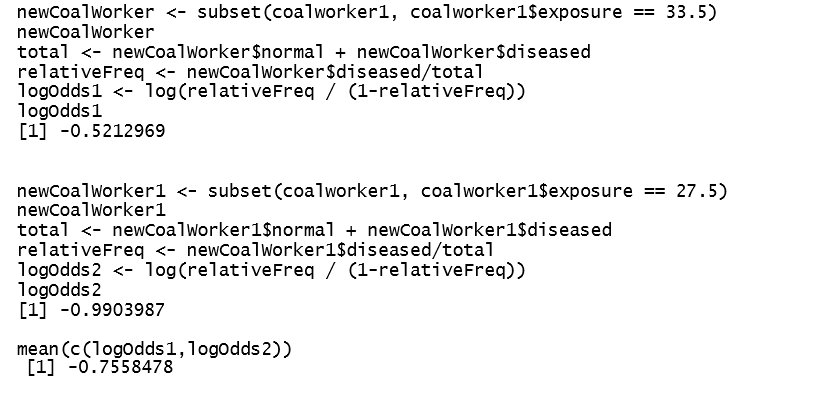 newCoalWorker <- subset(coalworker1, coalworker1$exposure == 33.5)
newCoalWorker
total <- newCoalWorker$normal + newCoalWorker$diseased
relativeFreq <- newCoalWorker$diseased/total
logOdds1 <- log(relativeFreq / (1-relativeFreq))
logOdds1
[1] -0.5212969
newCoalWorker1 <- subset(coalworker1, coalworker1$exposure == 27.5)
newCoalWorker1
total <- newCoalWorker1$normal + newCoalWorker1$diseased
relativeFreq <- newCoalWorker1$diseased/total
logOdds2 <- log(relativeFreq / (1-relativeFreq))
logOdds2
[1] -0.9903987
mean(c(logOdds1,logOdds2))
[1] -0.7558478